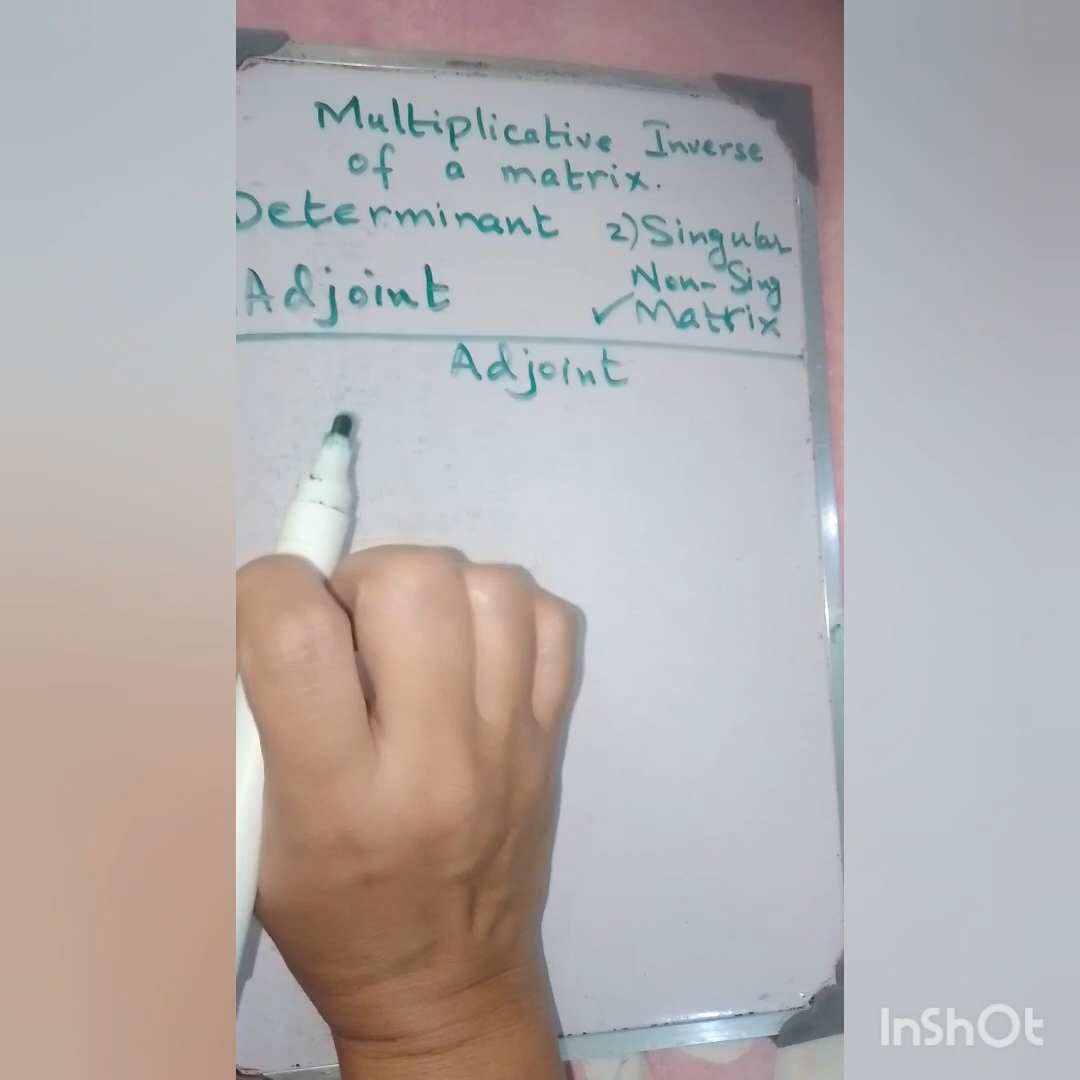 Multiplicative Inverse
of a matrix.
Determinant 2) Singular
Non-Sing
Adjoint ✓Matrix
Adjoint
InShOt